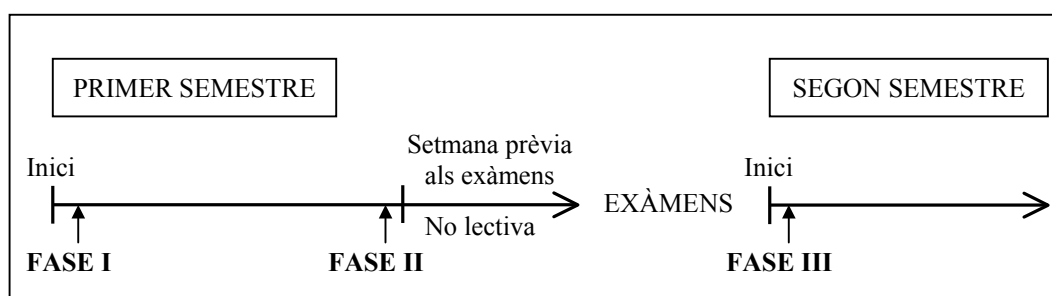 PRIMER SEMESTRE
SEGON SEMESTRE
Inici
Setmana prèvia
als exàmens
No lectiva
EXÀMENS
Inici
FASE I
FASE II
FASE III